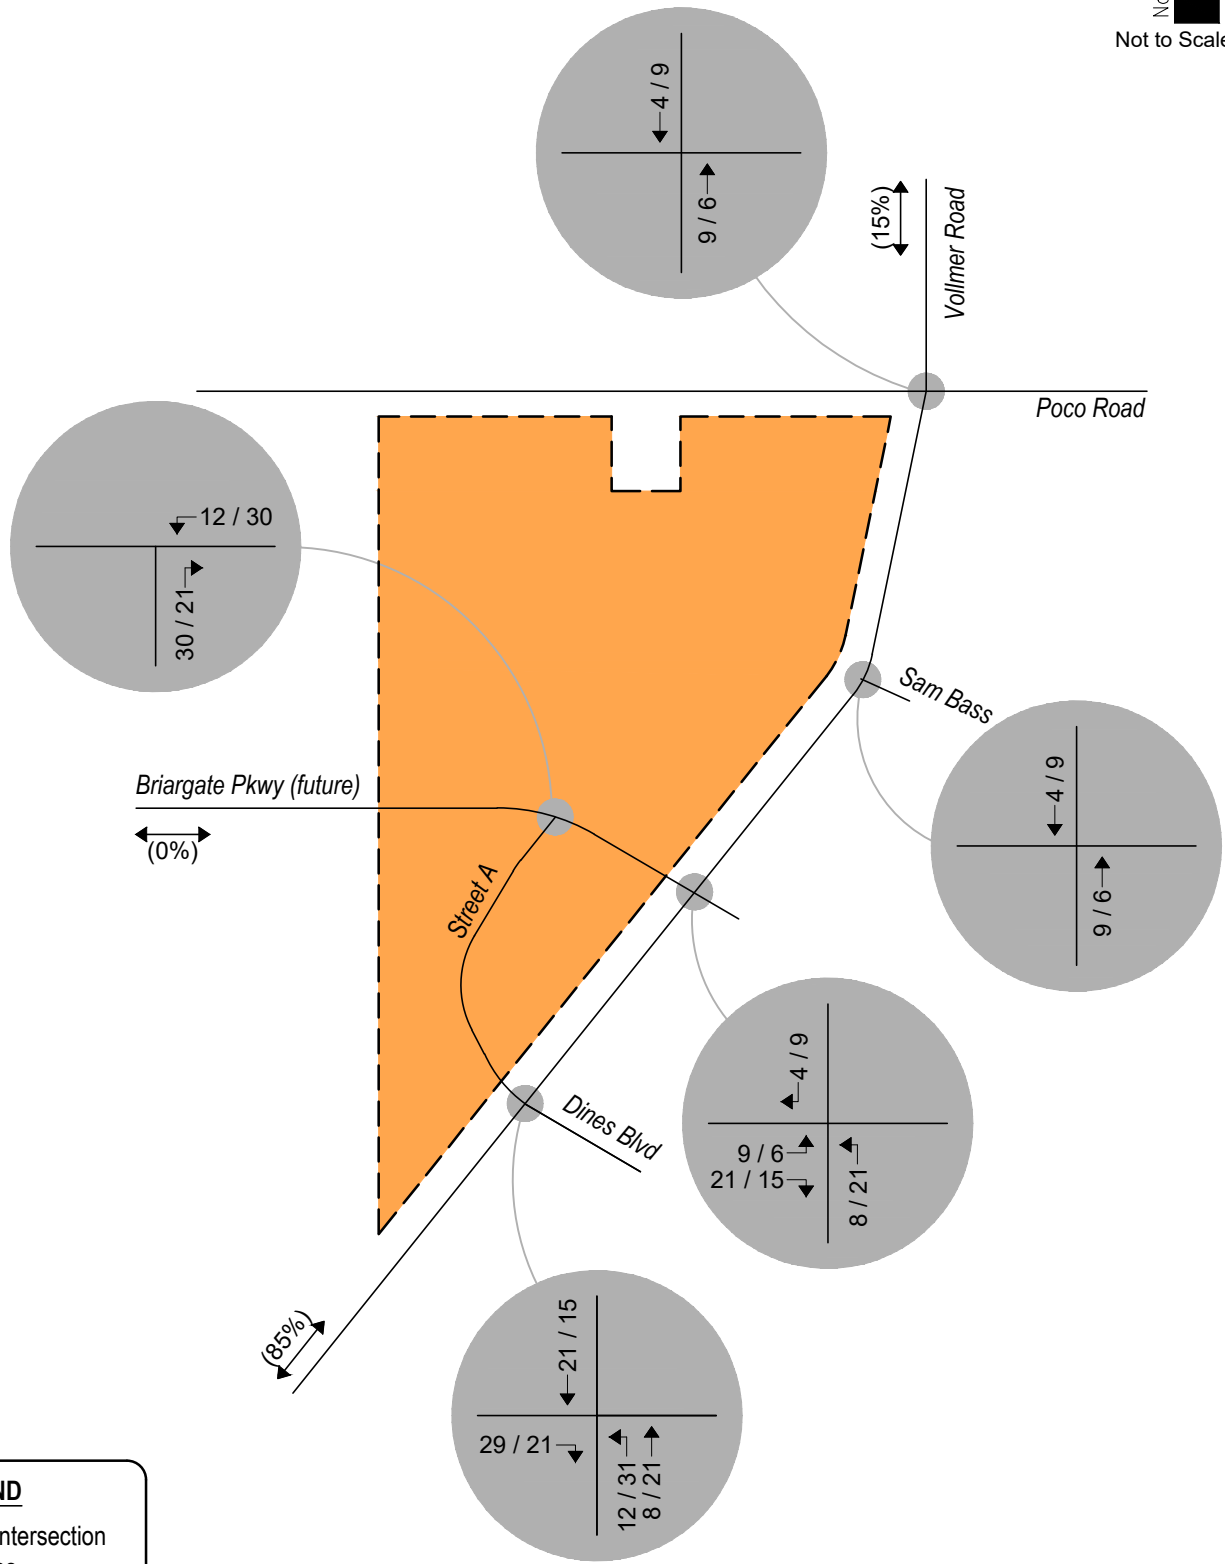 Not to Scale
4 / 9
9 / 6
(15%)
Vollmer Road
Poco Road
12 / 30
30 / 21
Sam Bass
4 / 9
9 / 6
Briargate Pkwy (future)
(0%)
Street A
4 / 9
9 / 6
21 / 15
8 / 21
Dines Blvd
(85%)
21 / 15
29 / 21
12 / 31
8 / 21